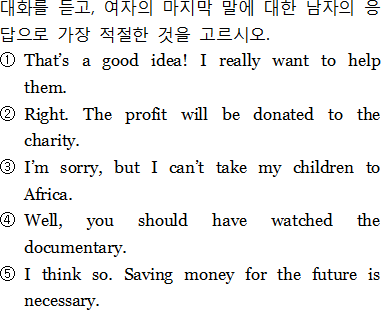 대화를 듣고, 여자의 마지막 말에 대한 남자의 응
답으로 가장 적절한 것을 고르시오.
① That's a good idea! I really want to help
them.
② Right. The profit will be donated to the
charity.
③ I'm sorry, but I can't take my children to
Africa.
④ Well, you should have watched the
documentary.
⑤ I think so. Saving money for the future is
necessary.